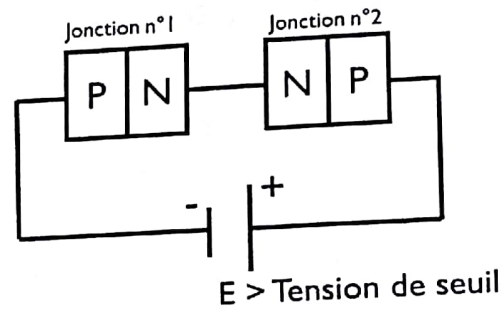 Jonction n°1 Jonction n°2
P N N P
- +
E > Tension de seuil